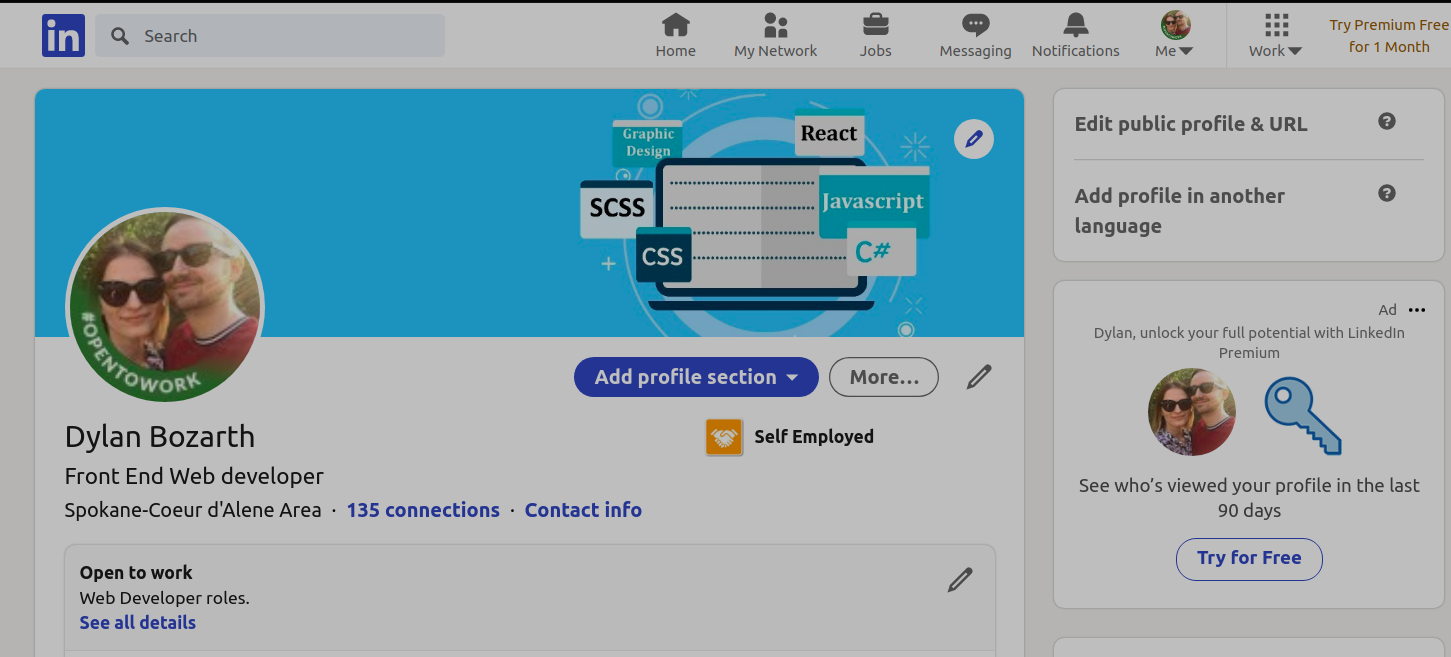 in
Search
Home
My Network
Jobs
Messaging
Notifications
Me
Work
Try Premium Free
for 1 Month
Graphic
Design
React
SCSS
Javascript
CSS
C#
#OPENTOWORK
Add profile section
More...
Dylan Bozarth
Self Employed
Front End Web developer
Spokane-Coeur d'Alene Area · 135 connections · Contact info
Open to work
Web Developer roles.
See all details
Edit public profile & URL
Add profile in another
language
Ad
Dylan, unlock your full potential with LinkedIn
Premium
See who’s viewed your profile in the last
90 days
Try for Free